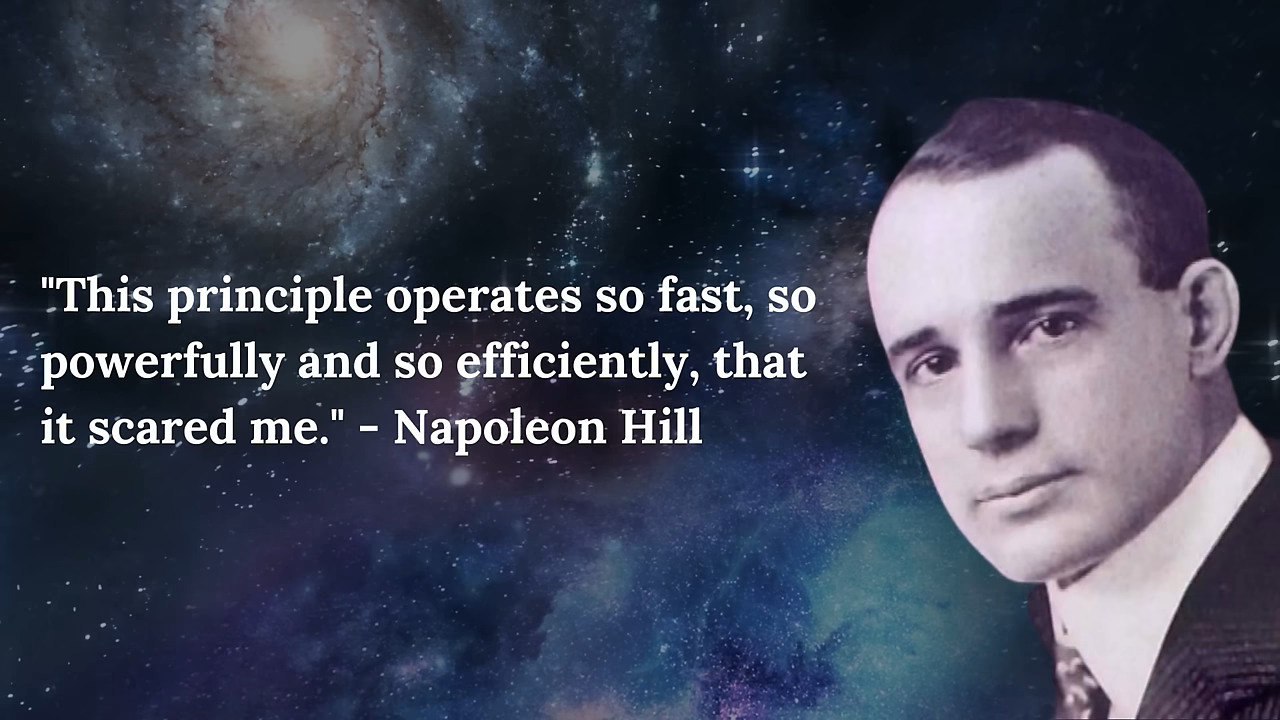 "This principle operates so fast, so
powerfully and so efficiently, that
it scared me." - Napoleon Hill